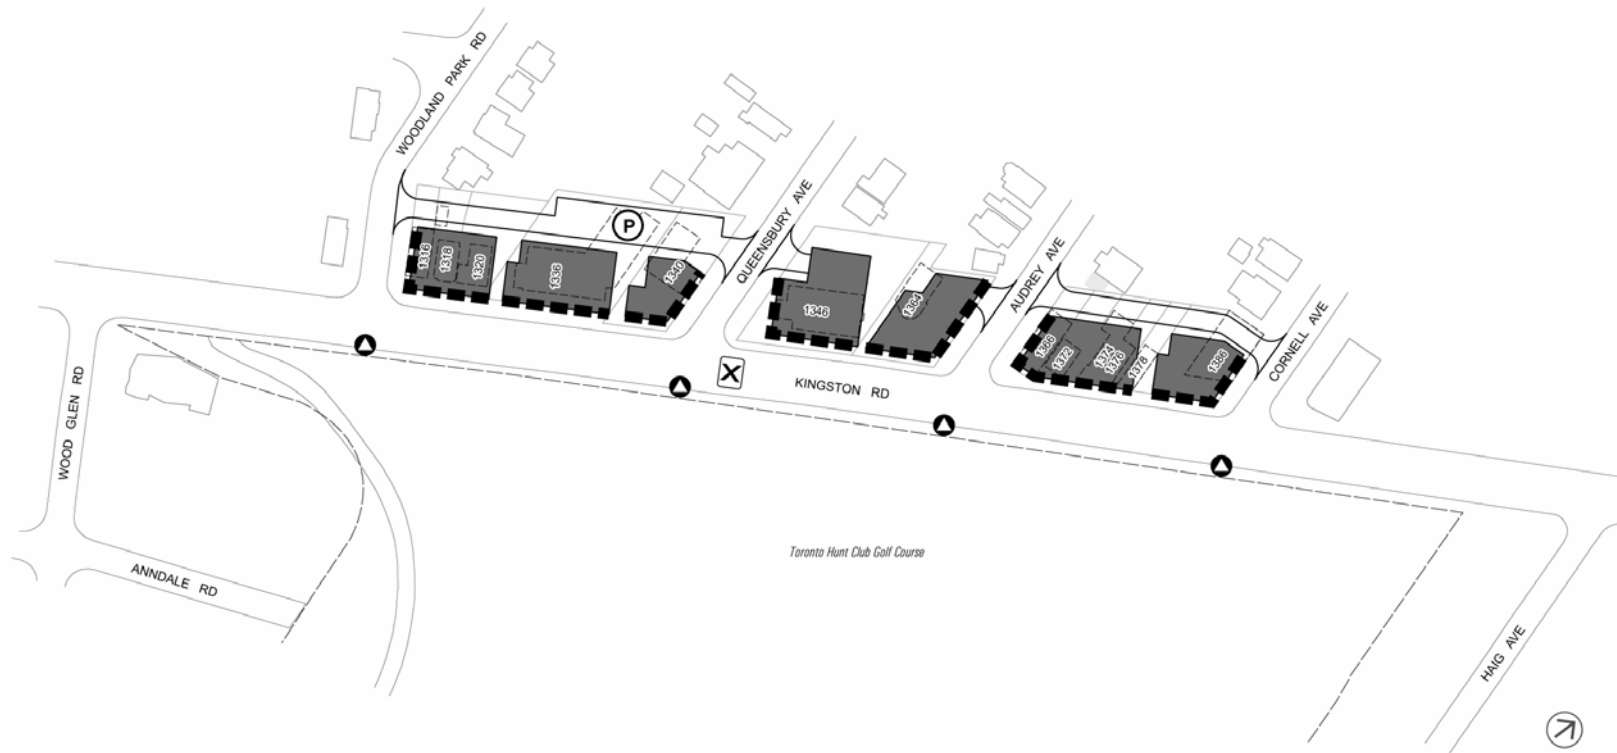 WOODLAND PARK RD
P
QUEENSBURY AVE
AUDREY AVE
CORNELL AVE
1316
1318
1320
1336
1340
1346
1364
1366
1372
1374
1376
1378
1386
X
KINGSTON RD
WOOD GLEN RD
ANNDALE RD
Toronto Hunt Club Golf Course
HAIG AVE